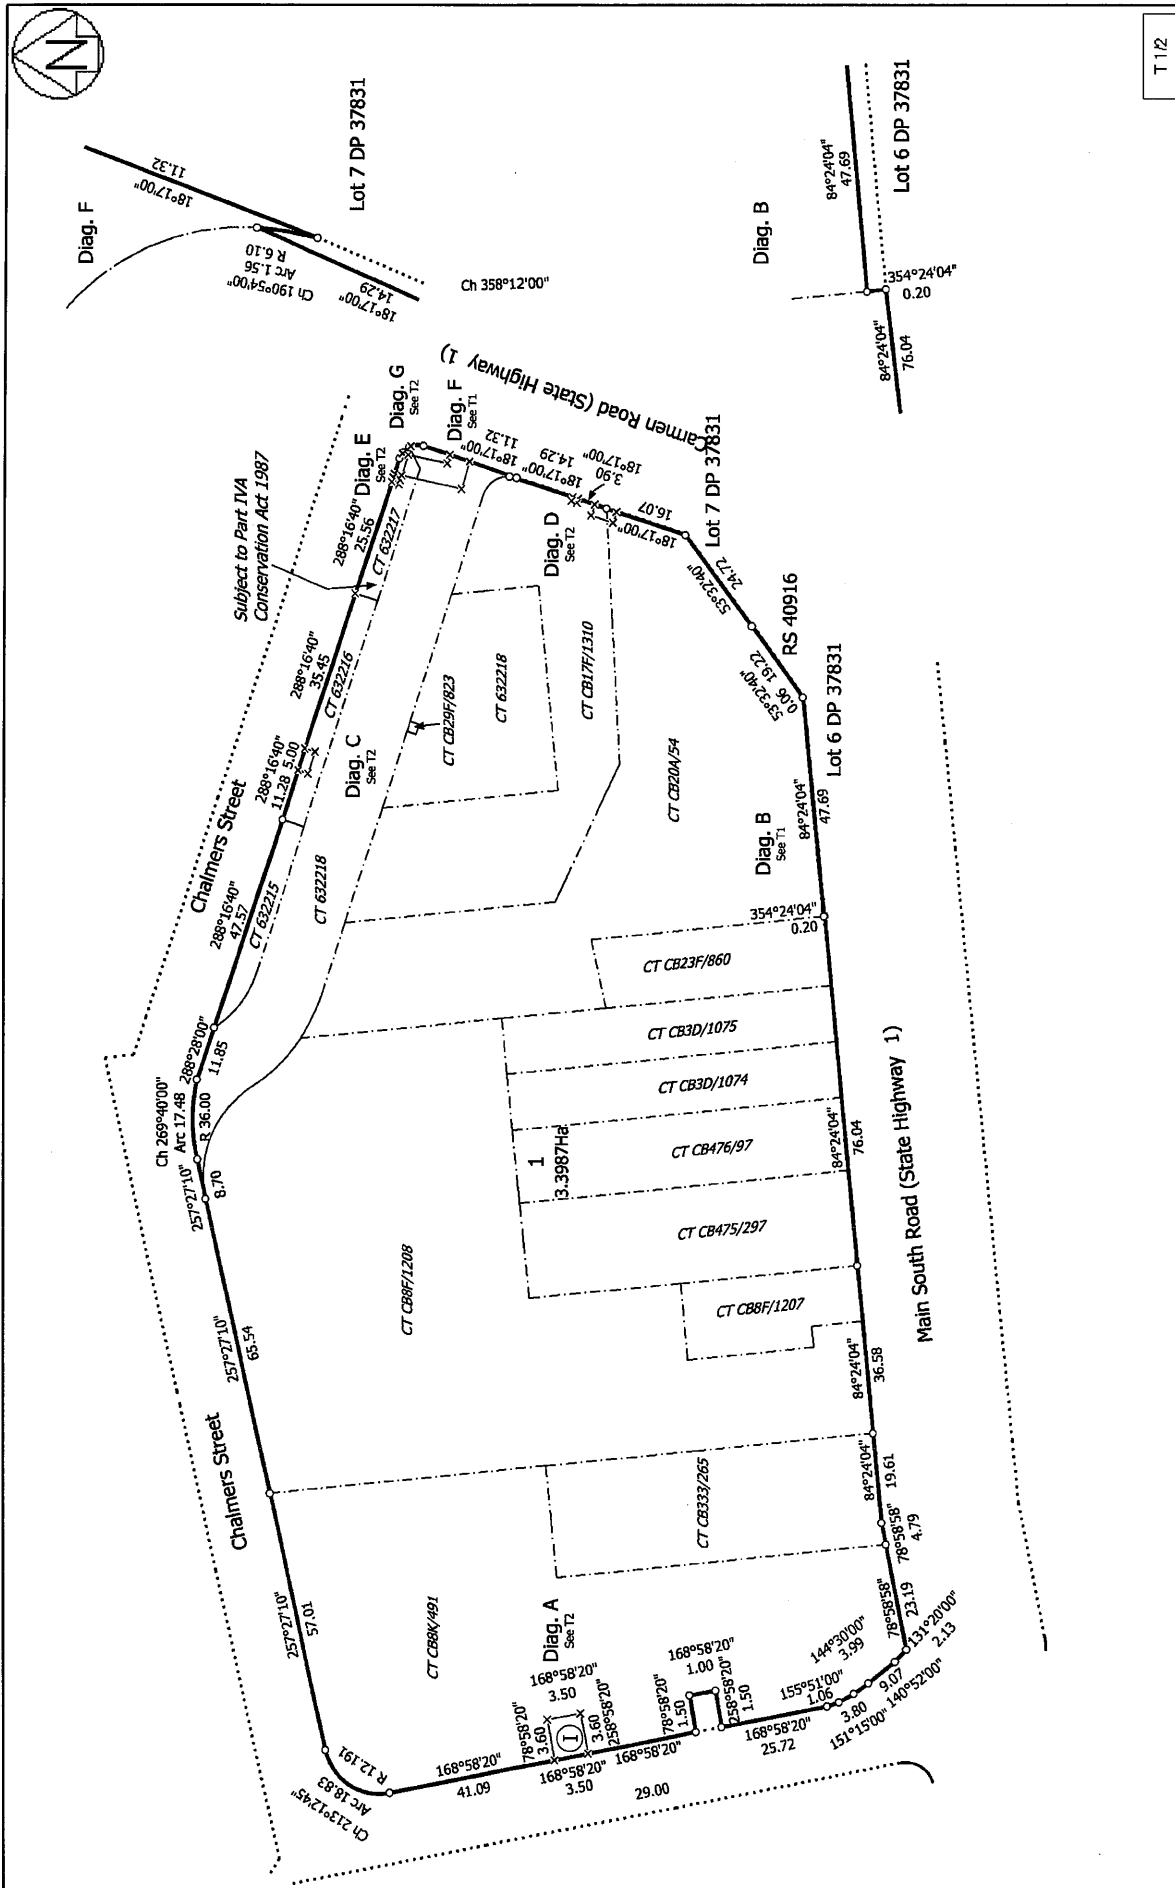 N
T 1/2
Diag. F
18°17'00"
11.32
Lot 7 DP 37831
Ch 190°54'00"
Arc 1.56
R 6.10
18°17'00"
14.29
Ch 358°12'00"
Diag. B
84°24'04"
47.69
Lot 6 DP 37831
354°24'04"
0.20
84°24'04"
76.04
Carmen Road (State Highway 1)
Subject to Part IVA
Conservation Act 1987
Diag. G
See T2
Diag. E
See T2
Diag. F
See T1
18°17'00"
11.32
18°17'00"
14.29
18°17'00"
3.90
Diag. D
See T2
18°17'00"
16.07
Lot 7 DP 37831
53°32'40"
24.72
RS 40916
53°32'40"
0.06 19.22
Lot 6 DP 37831
288°16'40"
25.56
CT 632217
288°16'40"
35.45
CT 632216
288°16'40"
11.28 5.00
Chalmers Street
288°16'40"
47.57
CT 632215
CT 632218
Diag. C
See T2
CT CB29F/823
CT 632218
CT CB17F/1310
CT CB20A/54
Diag. B
See T1
84°24'04"
47.69
354°24'04"
0.20
288°28'00"
11.85
Ch 269°40'00"
Arc 17.48
R 36.00
257°27'10"
8.70
CT CB23F/860
CT CB3D/1075
CT CB3D/1074
CT CB476/97
CT CB475/297
CT CB8F/1207
1
3.3987Ha
84°24'04"
76.04
Main South Road (State Highway 1)
CT CB8F/1208
257°27'10"
65.54
Chalmers Street
84°24'04"
36.58
84°24'04"
19.61
CT CB333/265
78°58'58"
4.79
78°58'58"
23.19
257°27'10"
57.01
CT CB8K/491
Diag. A
See T2
168°58'20"
3.50
78°58'20"
3.60
I
3.60
258°58'20"
168°58'20"
3.50
168°58'20"
41.09
R 12.191
Arc 18.83
Ch 213°12'45"
168°58'20"
29.00
78°58'20"
1.50
168°58'20"
1.00
258°58'20"
1.50
168°58'20"
25.72
155°51'00"
1.06
151°15'00"
3.80
144°30'00"
3.99
140°52'00"
9.07
131°20'00"
2.13